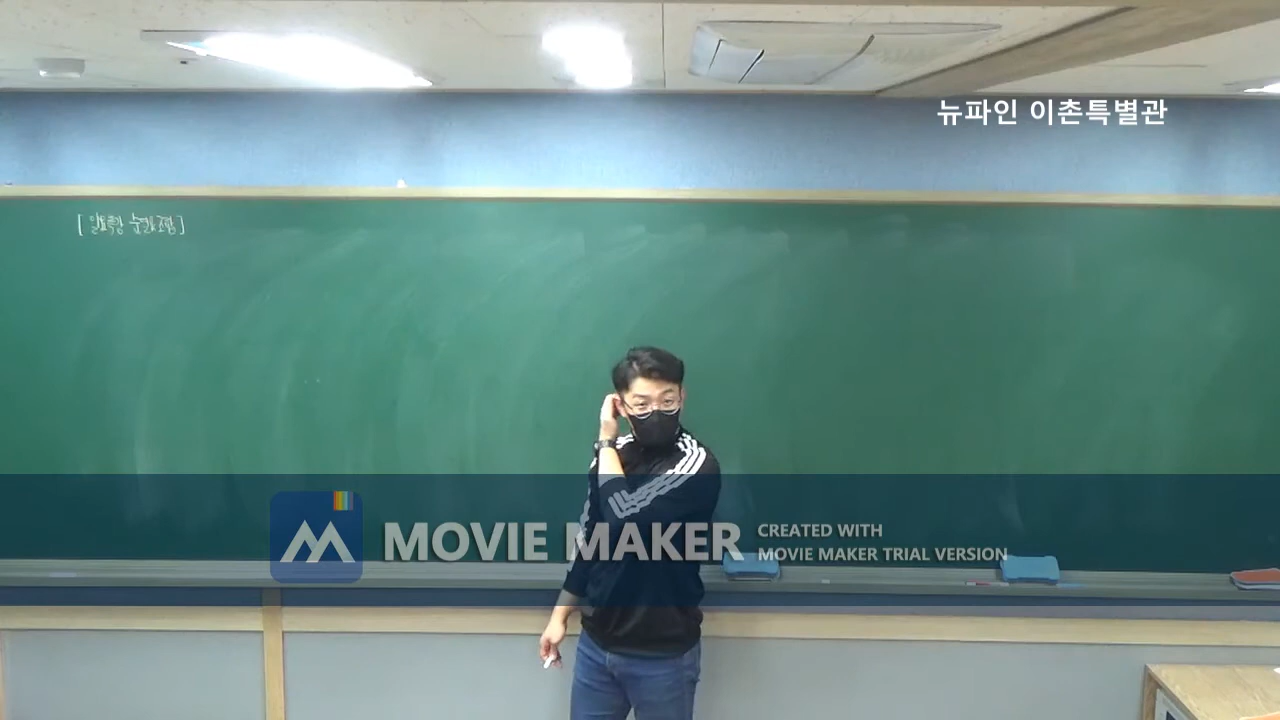 뉴파인 이촌특별관
MOVIE MAKER
CREATED WITH
MOVIE MAKER TRIAL VERSION